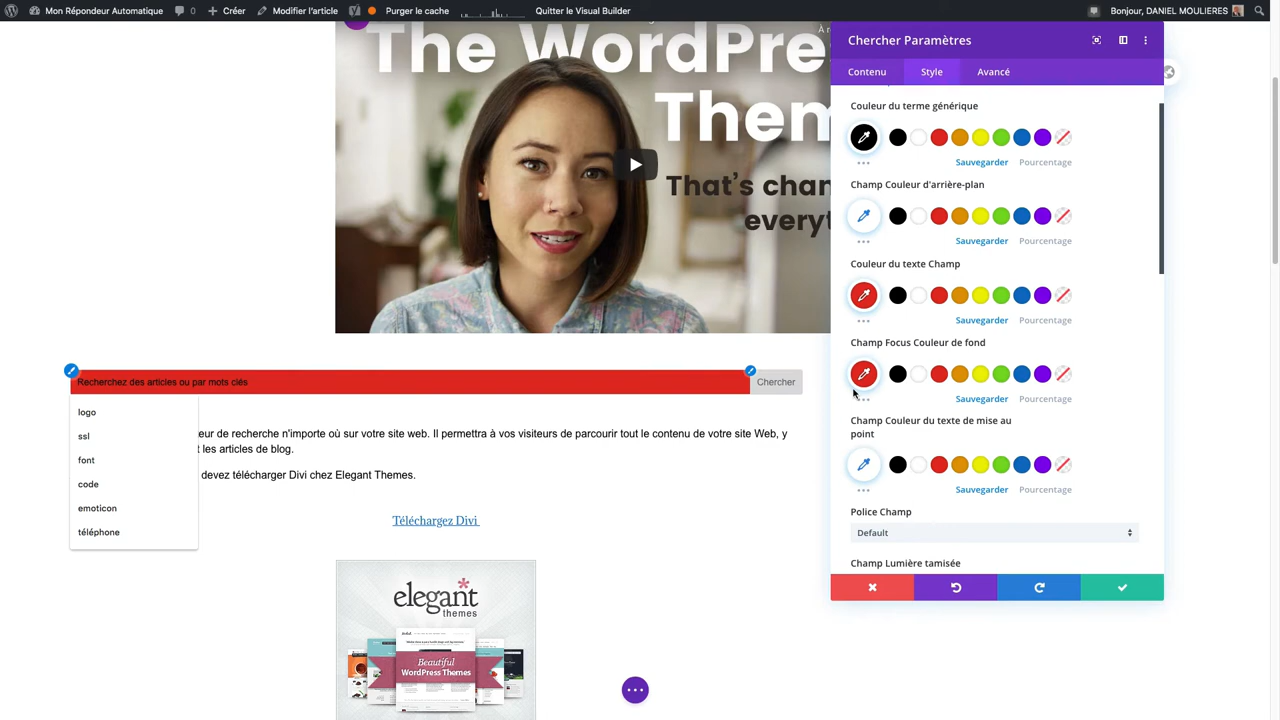 Mon Répondeur Automatique 0 Créer Modifier l'article Purger le cache Quitter le Visual Builder Bonjour, DANIEL MOULIERES
The WordPre
Them
That's chan
everyt
Chercher Paramètres
Contenu Style Avancé
Couleur du terme générique
Sauvegarder Pourcentage
Champ Couleur d'arrière-plan
Sauvegarder Pourcentage
Couleur du texte Champ
Sauvegarder Pourcentage
Champ Focus Couleur de fond
Sauvegarder Pourcentage
Champ Couleur du texte de mise au
point
Sauvegarder Pourcentage
Police Champ
Default
Champ Lumière tamisée
Recherchez des articles ou par mots clés Chercher
logo
ssl
font
code
emoticon
téléphone
eur de recherche n'importe où sur votre site web. Il permettra à vos visiteurs de parcourir tout le contenu de votre site Web, y
t les articles de blog.
devez télécharger Divi chez Elegant Themes.
Téléchargez Divi
elegant
themes
Beautiful
WordPress Themes